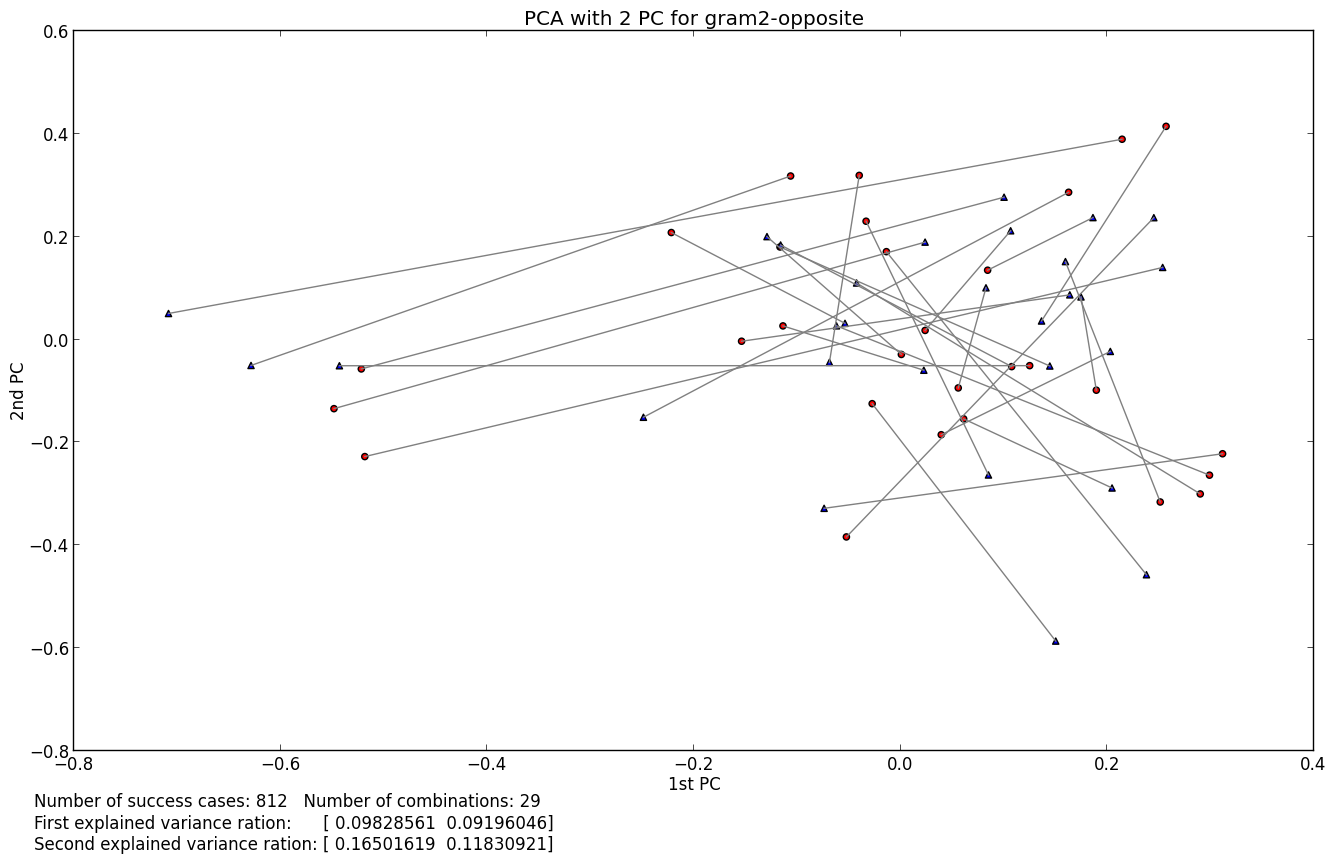 PCA with 2 PC for gram2-opposite
0.6
0.4
0.2
0.0
−0.2
−0.4
−0.6
−0.8
2nd PC
−0.8 −0.6 −0.4 −0.2 0.0 0.2 0.4
1st PC
Number of success cases: 812 Number of combinations: 29
First explained variance ration: [ 0.09828561 0.09196046]
Second explained variance ration: [ 0.16501619 0.11830921]